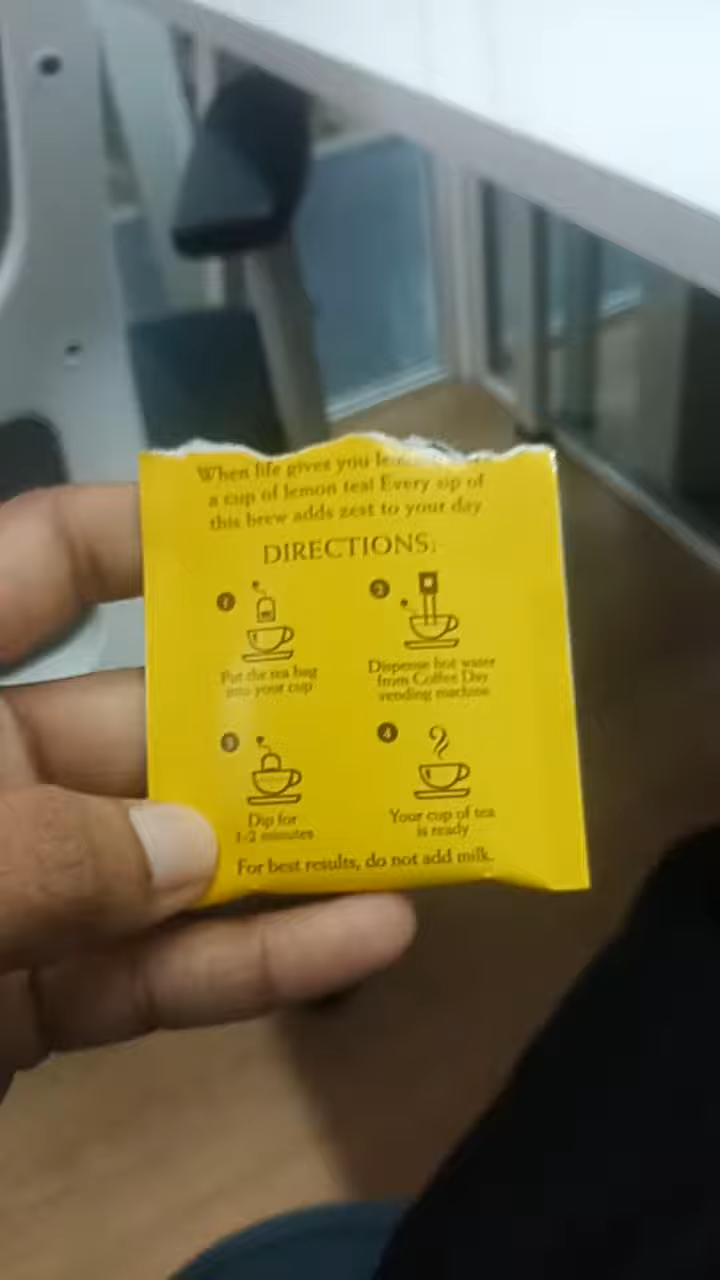 When life gives you
a cup of lemon tea! Every sip of
this brew adds zest to your day
DIRECTIONS:
1
2
Put the tea bag
into your cup
Dispense hot water
from Coffee Day
vending machine
3
4
Dip for
1-2 minutes
Your cup of tea
is ready
For best results, do not add milk.